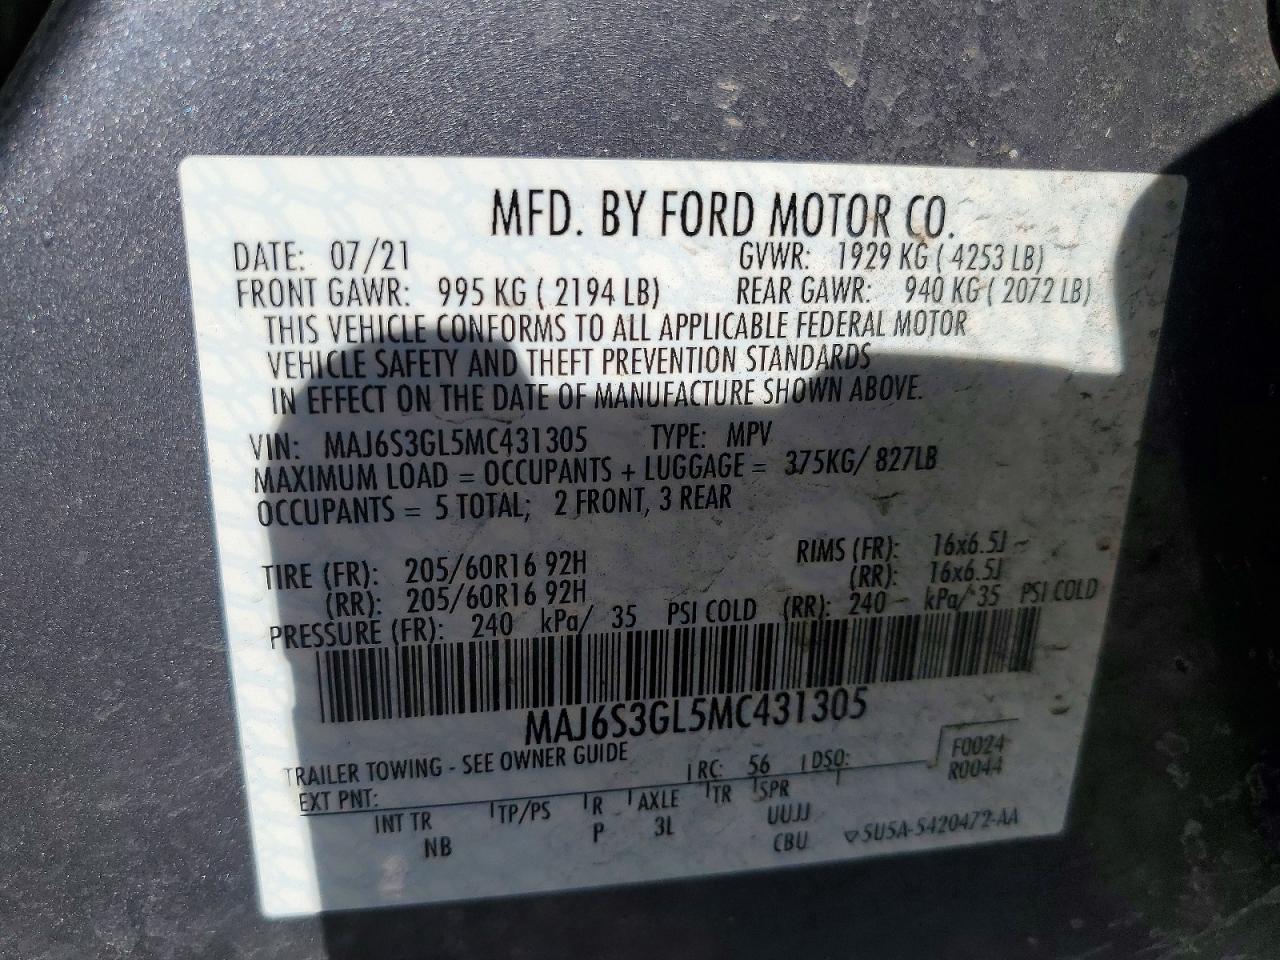 MFD. BY FORD MOTOR CO.
DATE: 07/21 GVWR: 1929 KG ( 4253 LB)
FRONT GAWR: 995 KG ( 2194 LB) REAR GAWR: 940 KG ( 2072 LB)
THIS VEHICLE CONFORMS TO ALL APPLICABLE FEDERAL MOTOR
VEHICLE SAFETY AND THEFT PREVENTION STANDARDS
IN EFFECT ON THE DATE OF MANUFACTURE SHOWN ABOVE.
VIN: MAJ6S3GL5MC431305 TYPE: MPV
MAXIMUM LOAD = OCCUPANTS + LUGGAGE = 375KG/ 827LB
OCCUPANTS = 5 TOTAL; 2 FRONT, 3 REAR
TIRE (FR): 205/60R16 92H RIMS (FR): 16x6.5J
(RR): 205/60R16 92H (RR): 16x6.5J
PRESSURE (FR): 240 kPa/ 35 PSI COLD (RR): 240 kPa/ 35 PSI COLD
MAJ6S3GL5MC431305
TRAILER TOWING - SEE OWNER GUIDE
EXT PNT: RC: 56 DSO: F0024
R0044
INT TR TP/PS R AXLE TR SPR
NB P 3L UUJJ
CBU 5U5A-5420472-AA